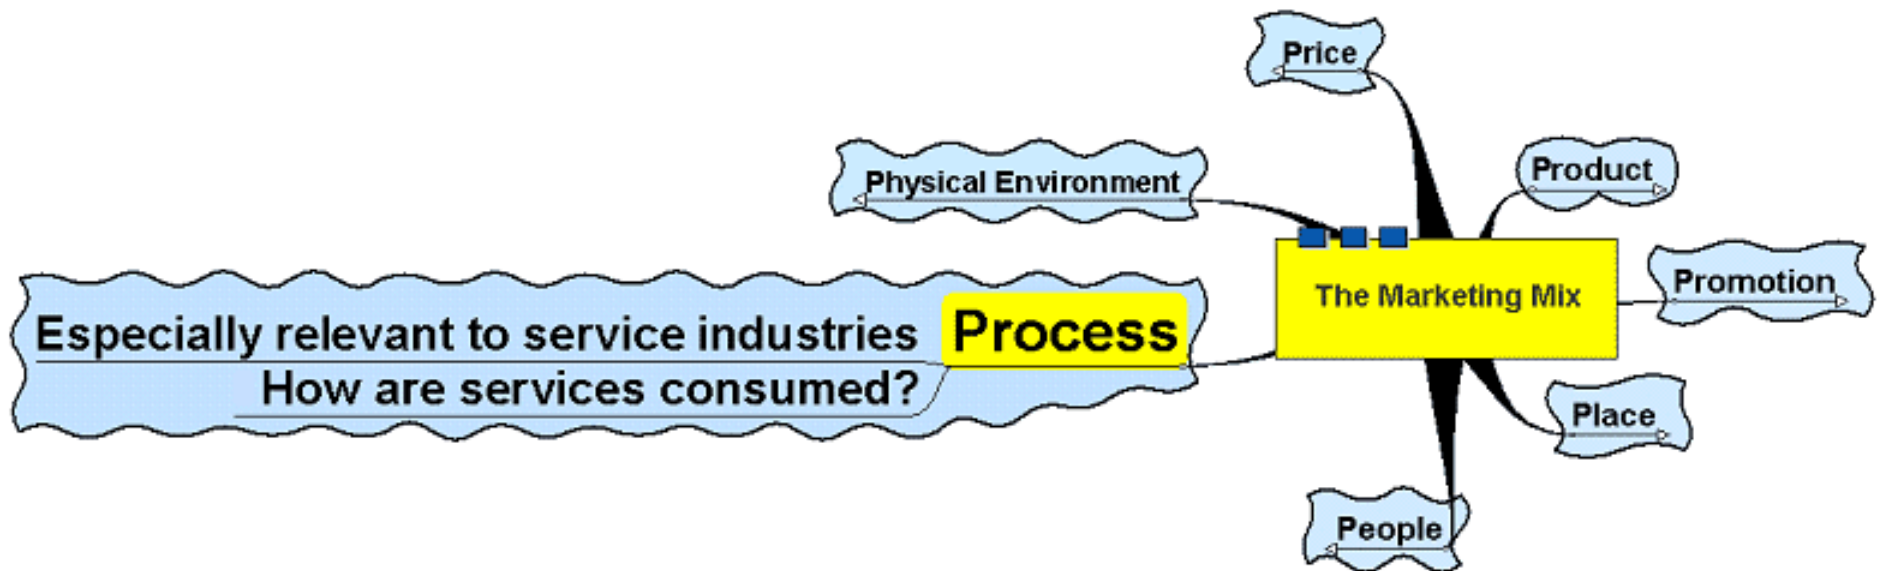 Price
Product
Physical Environment
The Marketing Mix
Promotion
Process
Especially relevant to service industries
How are services consumed?
Place
People